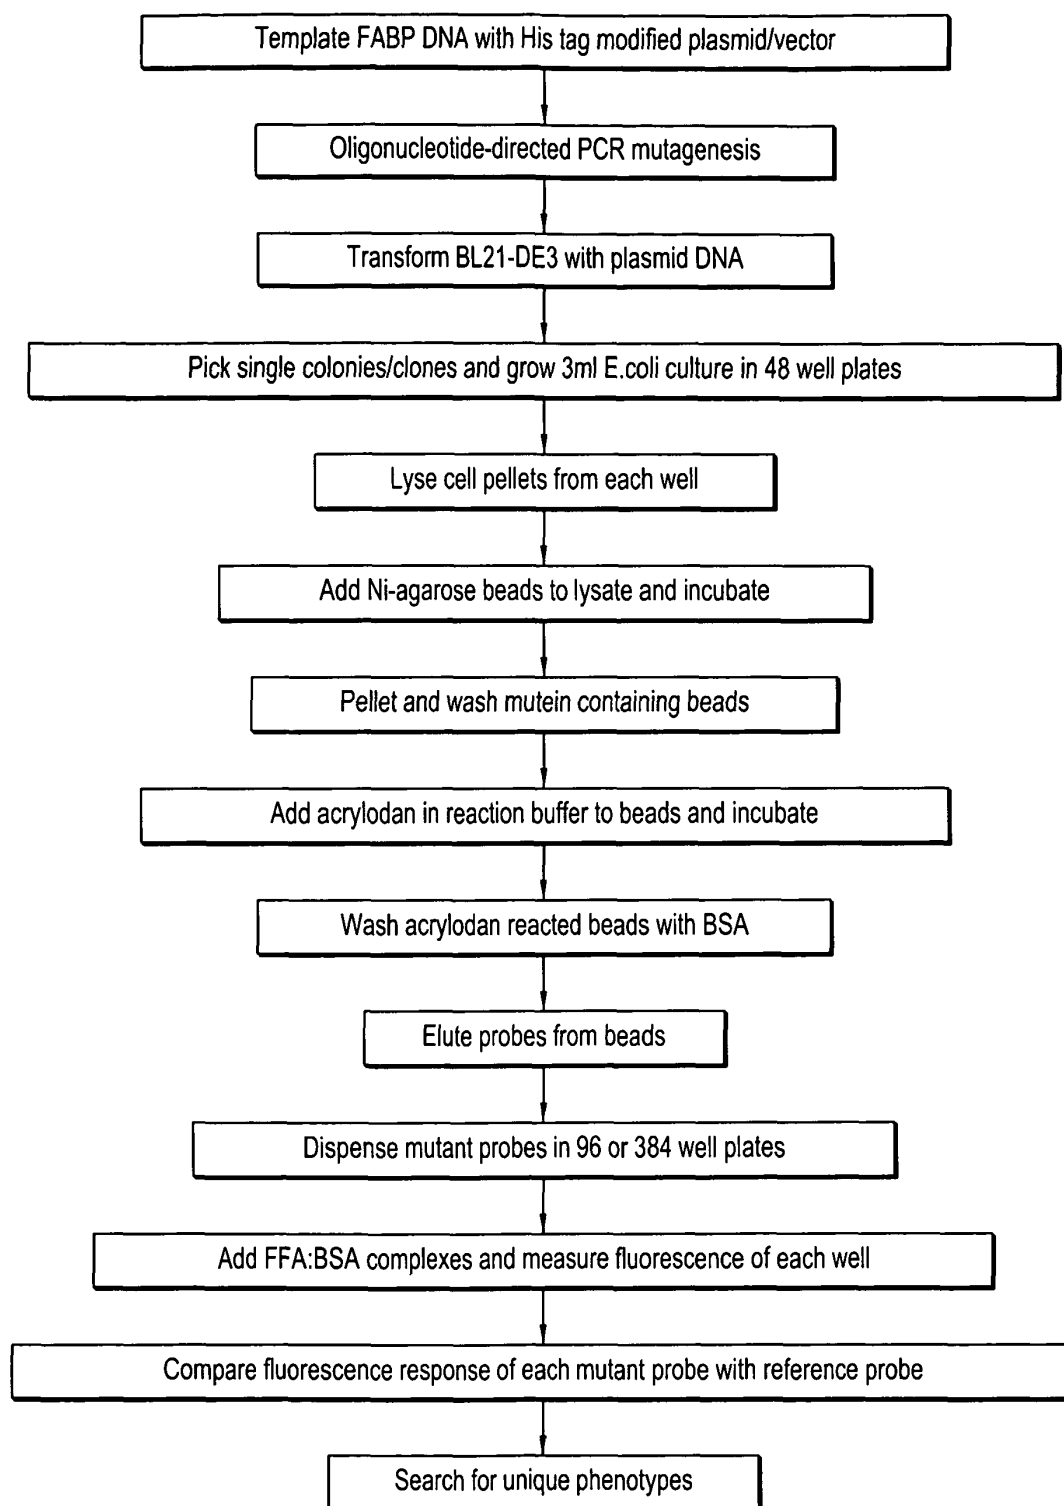 Template FABP DNA with His tag modified plasmid/vector
Oligonucleotide-directed PCR mutagenesis
Transform BL21-DE3 with plasmid DNA
Pick single colonies/clones and grow 3ml E.coli culture in 48 well plates
Lyse cell pellets from each well
Add Ni-agarose beads to lysate and incubate
Pellet and wash mutein containing beads
Add acrylodan in reaction buffer to beads and incubate
Wash acrylodan reacted beads with BSA
Elute probes from beads
Dispense mutant probes in 96 or 384 well plates
Add FFA:BSA complexes and measure fluorescence of each well
Compare fluorescence response of each mutant probe with reference probe
Search for unique phenotypes